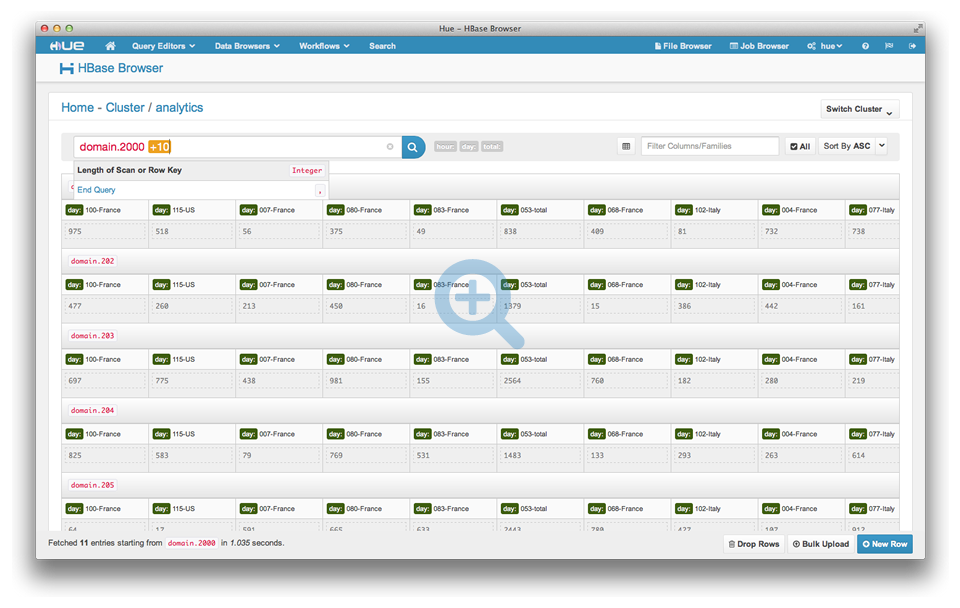 Hue - HBase Browser
HUE Query Editors Data Browsers Workflows Search File Browser Job Browser hue
HBase Browser
Home - Cluster / analytics Switch Cluster
domain.2000 +10 hour: day: total: Filter Columns/Families All Sort By ASC
Length of Scan or Row Key Integer
End Query ,
day: 100-France day: 115-US day: 007-France day: 080-France day: 083-France day: 053-total day: 068-France day: 102-Italy day: 004-France day: 077-Italy
975 518 56 375 49 838 409 81 732 738
domain.202
day: 100-France day: 115-US day: 007-France day: 080-France day: 083-France day: 053-total day: 068-France day: 102-Italy day: 004-France day: 077-Italy
477 260 213 450 16 1379 15 386 442 161
domain.203
day: 100-France day: 115-US day: 007-France day: 080-France day: 083-France day: 053-total day: 068-France day: 102-Italy day: 004-France day: 077-Italy
697 775 438 981 155 2564 760 182 280 219
domain.204
day: 100-France day: 115-US day: 007-France day: 080-France day: 083-France day: 053-total day: 068-France day: 102-Italy day: 004-France day: 077-Italy
825 583 79 769 531 1483 133 293 263 614
domain.205
day: 100-France day: 115-US day: 007-France day: 080-France day: 083-France day: 053-total day: 068-France day: 102-Italy day: 004-France day: 077-Italy
Fetched 11 entries starting from domain.2000 in 1.035 seconds. Drop Rows Bulk Upload New Row